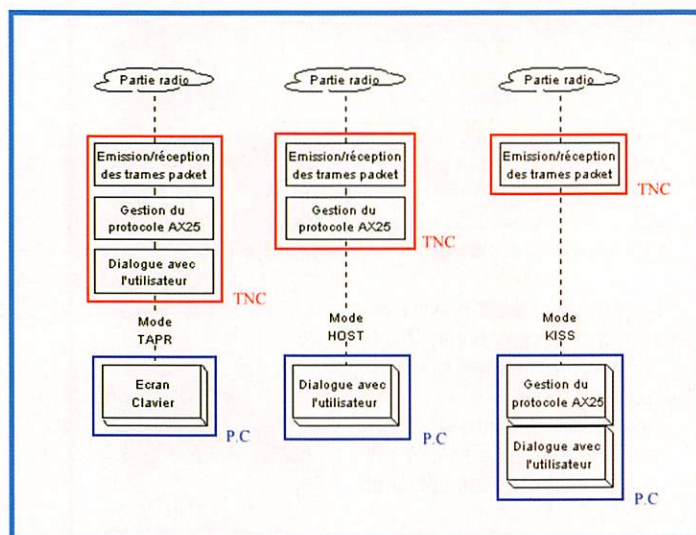 Partie radio
Emission/réception
des trames packet
Gestion du
protocole AX25
Dialogue avec
l'utilisateur
TNC
Mode
TAPR
Ecran
Clavier
P.C
Partie radio
Emission/réception
des trames packet
Gestion du
protocole AX25
TNC
Mode
HOST
Dialogue avec
l'utilisateur
P.C
Partie radio
Emission/réception
des trames packet
TNC
Mode
KISS
Gestion du
protocole AX25
Dialogue avec
l'utilisateur
P.C